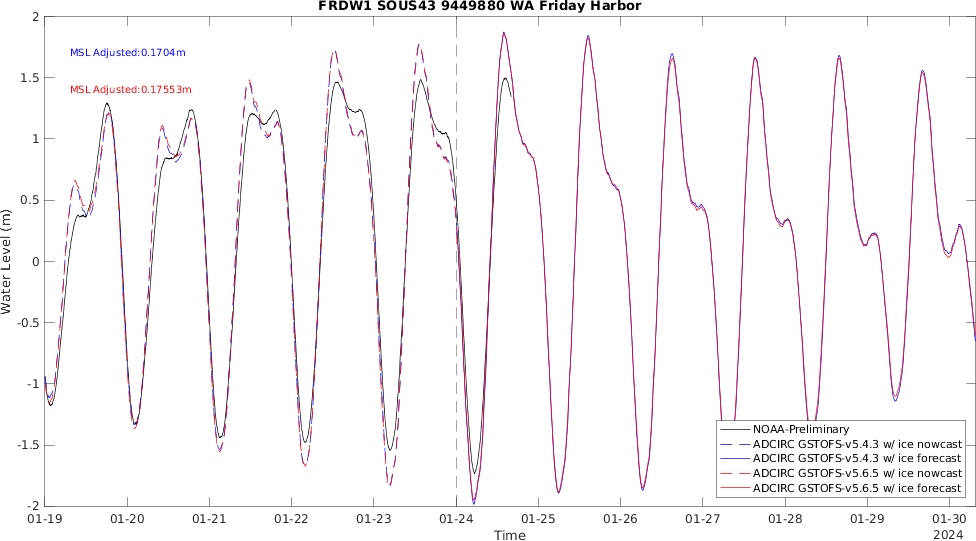 FRDW1 SOUS43 9449880 WA Friday Harbor
MSL Adjusted:0.1704m
MSL Adjusted:0.17553m
Water Level (m)
2
1.5
1
0.5
0
-0.5
-1
-1.5
-2
NOAA-Preliminary
ADCIRC GSTOFS-v5.4.3 w/ ice nowcast
ADCIRC GSTOFS-v5.4.3 w/ ice forecast
ADCIRC GSTOFS-v5.6.5 w/ ice nowcast
ADCIRC GSTOFS-v5.6.5 w/ ice forecast
01-19 01-20 01-21 01-22 01-23 01-24 01-25 01-26 01-27 01-28 01-29 01-30
Time
2024